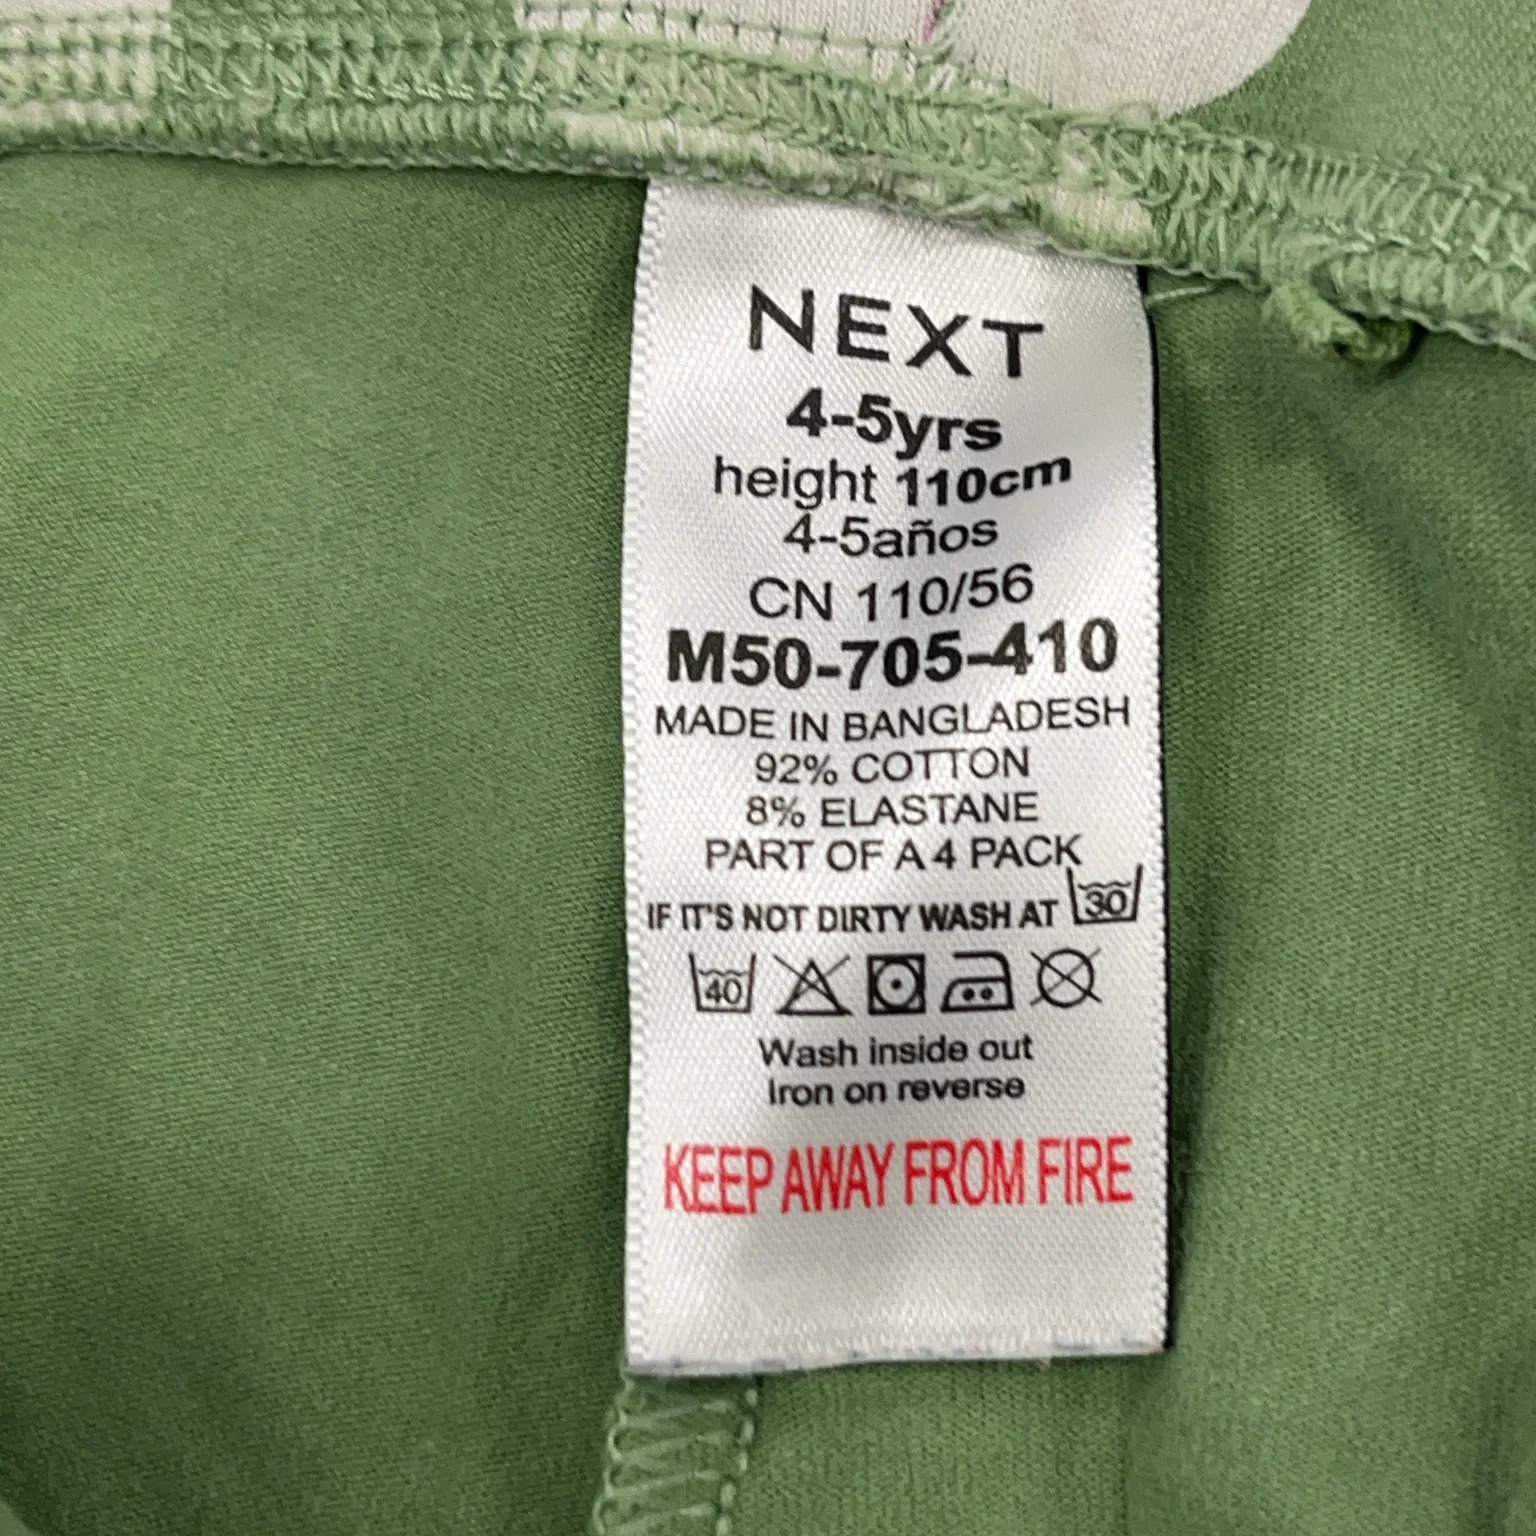 NEXT
4-5yrs
height 110cm
4-5años
CN 110/56
M50-705-410
MADE IN BANGLADESH
92% COTTON
8% ELASTANE
PART OF A 4 PACK
IF IT'S NOT DIRTY WASH AT 30
40
Wash inside out
Iron on reverse
KEEP AWAY FROM FIRE